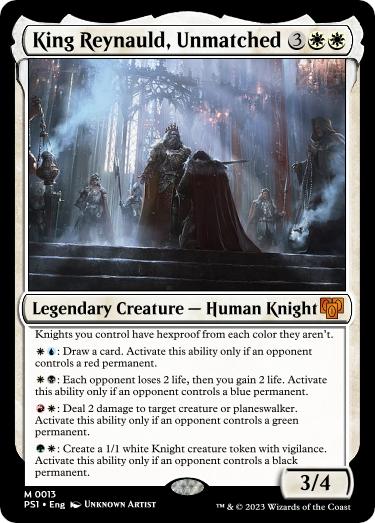 King Reynauld, Unmatched 3
Legendary Creature — Human Knight
Knights you control have hexproof from each color they aren't.
: Draw a card. Activate this ability only if an opponent
controls a red permanent.
: Each opponent loses 2 life, then you gain 2 life. Activate
this ability only if an opponent controls a blue permanent.
: Deal 2 damage to target creature or planeswalker.
Activate this ability only if an opponent controls a green
permanent.
: Create a 1/1 white Knight creature token with vigilance.
Activate this ability only if an opponent controls a black
permanent.
3/4
M 0013
PS1 • Eng Unknown Artist
™ & © 2023 Wizards of the Coast